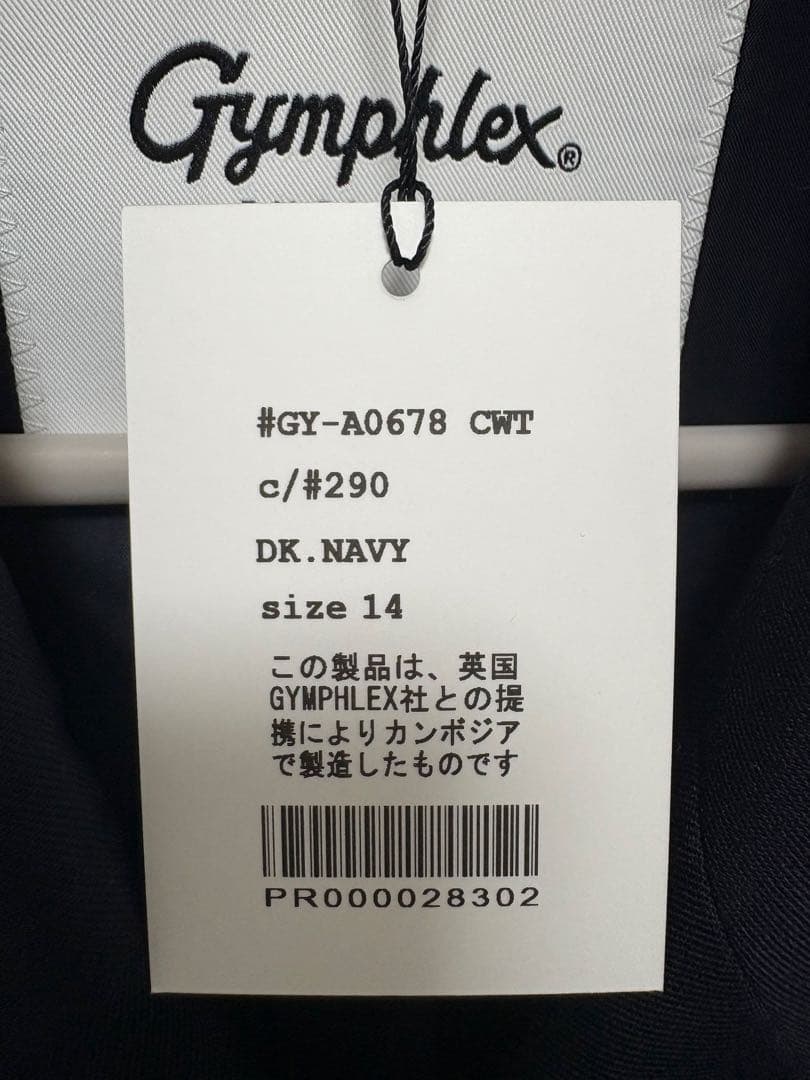 Gymphlex®
#GY-A0678 CWT
c/#290
DK.NAVY
size 14
この製品は、英国
GYMPHLEX社との提
携によりカンボジア
で製造したものです
PR000028302